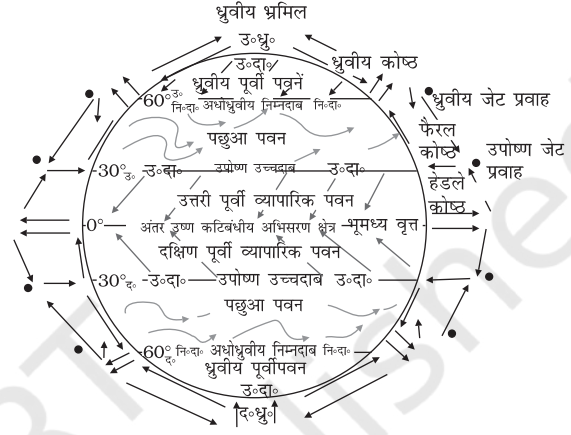 ध्रुवीय भ्रमिल
उ॰ध्रु॰
उ॰दा॰
ध्रुवीय कोष्ठ
ध्रुवीय पूर्वी पवनें
60° उ॰ नि॰दा॰ अधोध्रुवीय निम्नदाब नि॰दा॰
ध्रुवीय जेट प्रवाह
पछुआ पवन
फैरल कोष्ठ
उपोष्ण जेट प्रवाह
30° उ॰ उ॰दा॰ उपोष्ण उच्चदाब उ॰दा॰
हेडले कोष्ठ
उत्तरी पूर्वी व्यापारिक पवन
0° अंतर उष्ण कटिबंधीय अभिसरण क्षेत्र भूमध्य वृत्त
दक्षिण पूर्वी व्यापारिक पवन
30° द॰ उ॰दा॰ उपोष्ण उच्चदाब उ॰दा॰
पछुआ पवन
60° द॰ नि॰दा॰ अधोध्रुवीय निम्नदाब नि॰दा॰
ध्रुवीय पूर्वीपवन
उ॰दा॰
द॰ध्रु॰